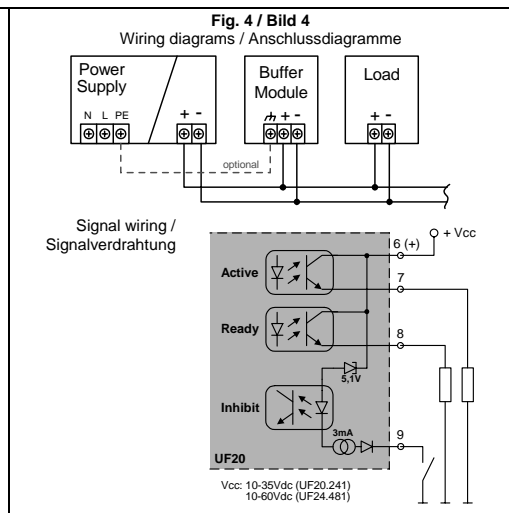 Fig. 4 / Bild 4
Wiring diagrams / Anschlussdiagramme
Power
Supply
N L PE
+ -
Buffer
Module
+ -
Load
+ -
optional
Signal wiring /
Signalverdrahtung
6 (+)
+ Vcc
Active
7
Ready
8
5,1V
Inhibit
3mA
9
UF20
Vcc: 10-35Vdc (UF20.241)
10-60Vdc (UF24.481)